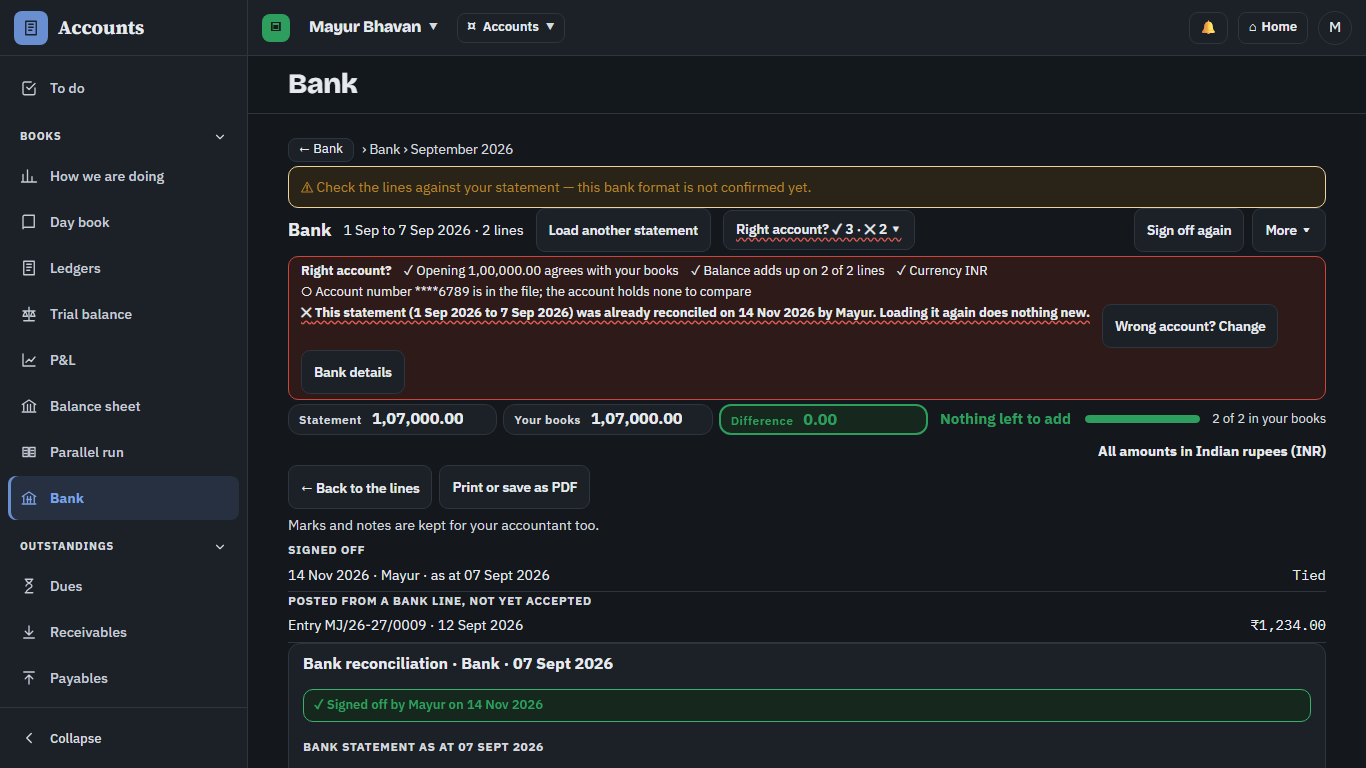 Accounts
Mayur Bhavan ▼
¤ Accounts ▼
🔔
⌂ Home
M
To do
BOOKS
How we are doing
Day book
Ledgers
Trial balance
P&L
Balance sheet
Parallel run
Bank
OUTSTANDINGS
Dues
Receivables
Payables
Collapse
Bank
← Bank › Bank › September 2026
⚠ Check the lines against your statement — this bank format is not confirmed yet.
Bank 1 Sep to 7 Sep 2026 · 2 lines
Load another statement
Right account? ✓ 3 · ✕ 2 ▼
Sign off again
More ▼
Right account? ✓ Opening 1,00,000.00 agrees with your books ✓ Balance adds up on 2 of 2 lines ✓ Currency INR
○ Account number ****6789 is in the file; the account holds none to compare
✕ This statement (1 Sep 2026 to 7 Sep 2026) was already reconciled on 14 Nov 2026 by Mayur. Loading it again does nothing new.
Wrong account? Change
Bank details
Statement 1,07,000.00
Your books 1,07,000.00
Difference 0.00
Nothing left to add
2 of 2 in your books
All amounts in Indian rupees (INR)
← Back to the lines
Print or save as PDF
Marks and notes are kept for your accountant too.
SIGNED OFF
14 Nov 2026 · Mayur · as at 07 Sept 2026 Tied
POSTED FROM A BANK LINE, NOT YET ACCEPTED
Entry MJ/26-27/0009 · 12 Sept 2026 ₹1,234.00
Bank reconciliation · Bank · 07 Sept 2026
✓ Signed off by Mayur on 14 Nov 2026
BANK STATEMENT AS AT 07 SEPT 2026